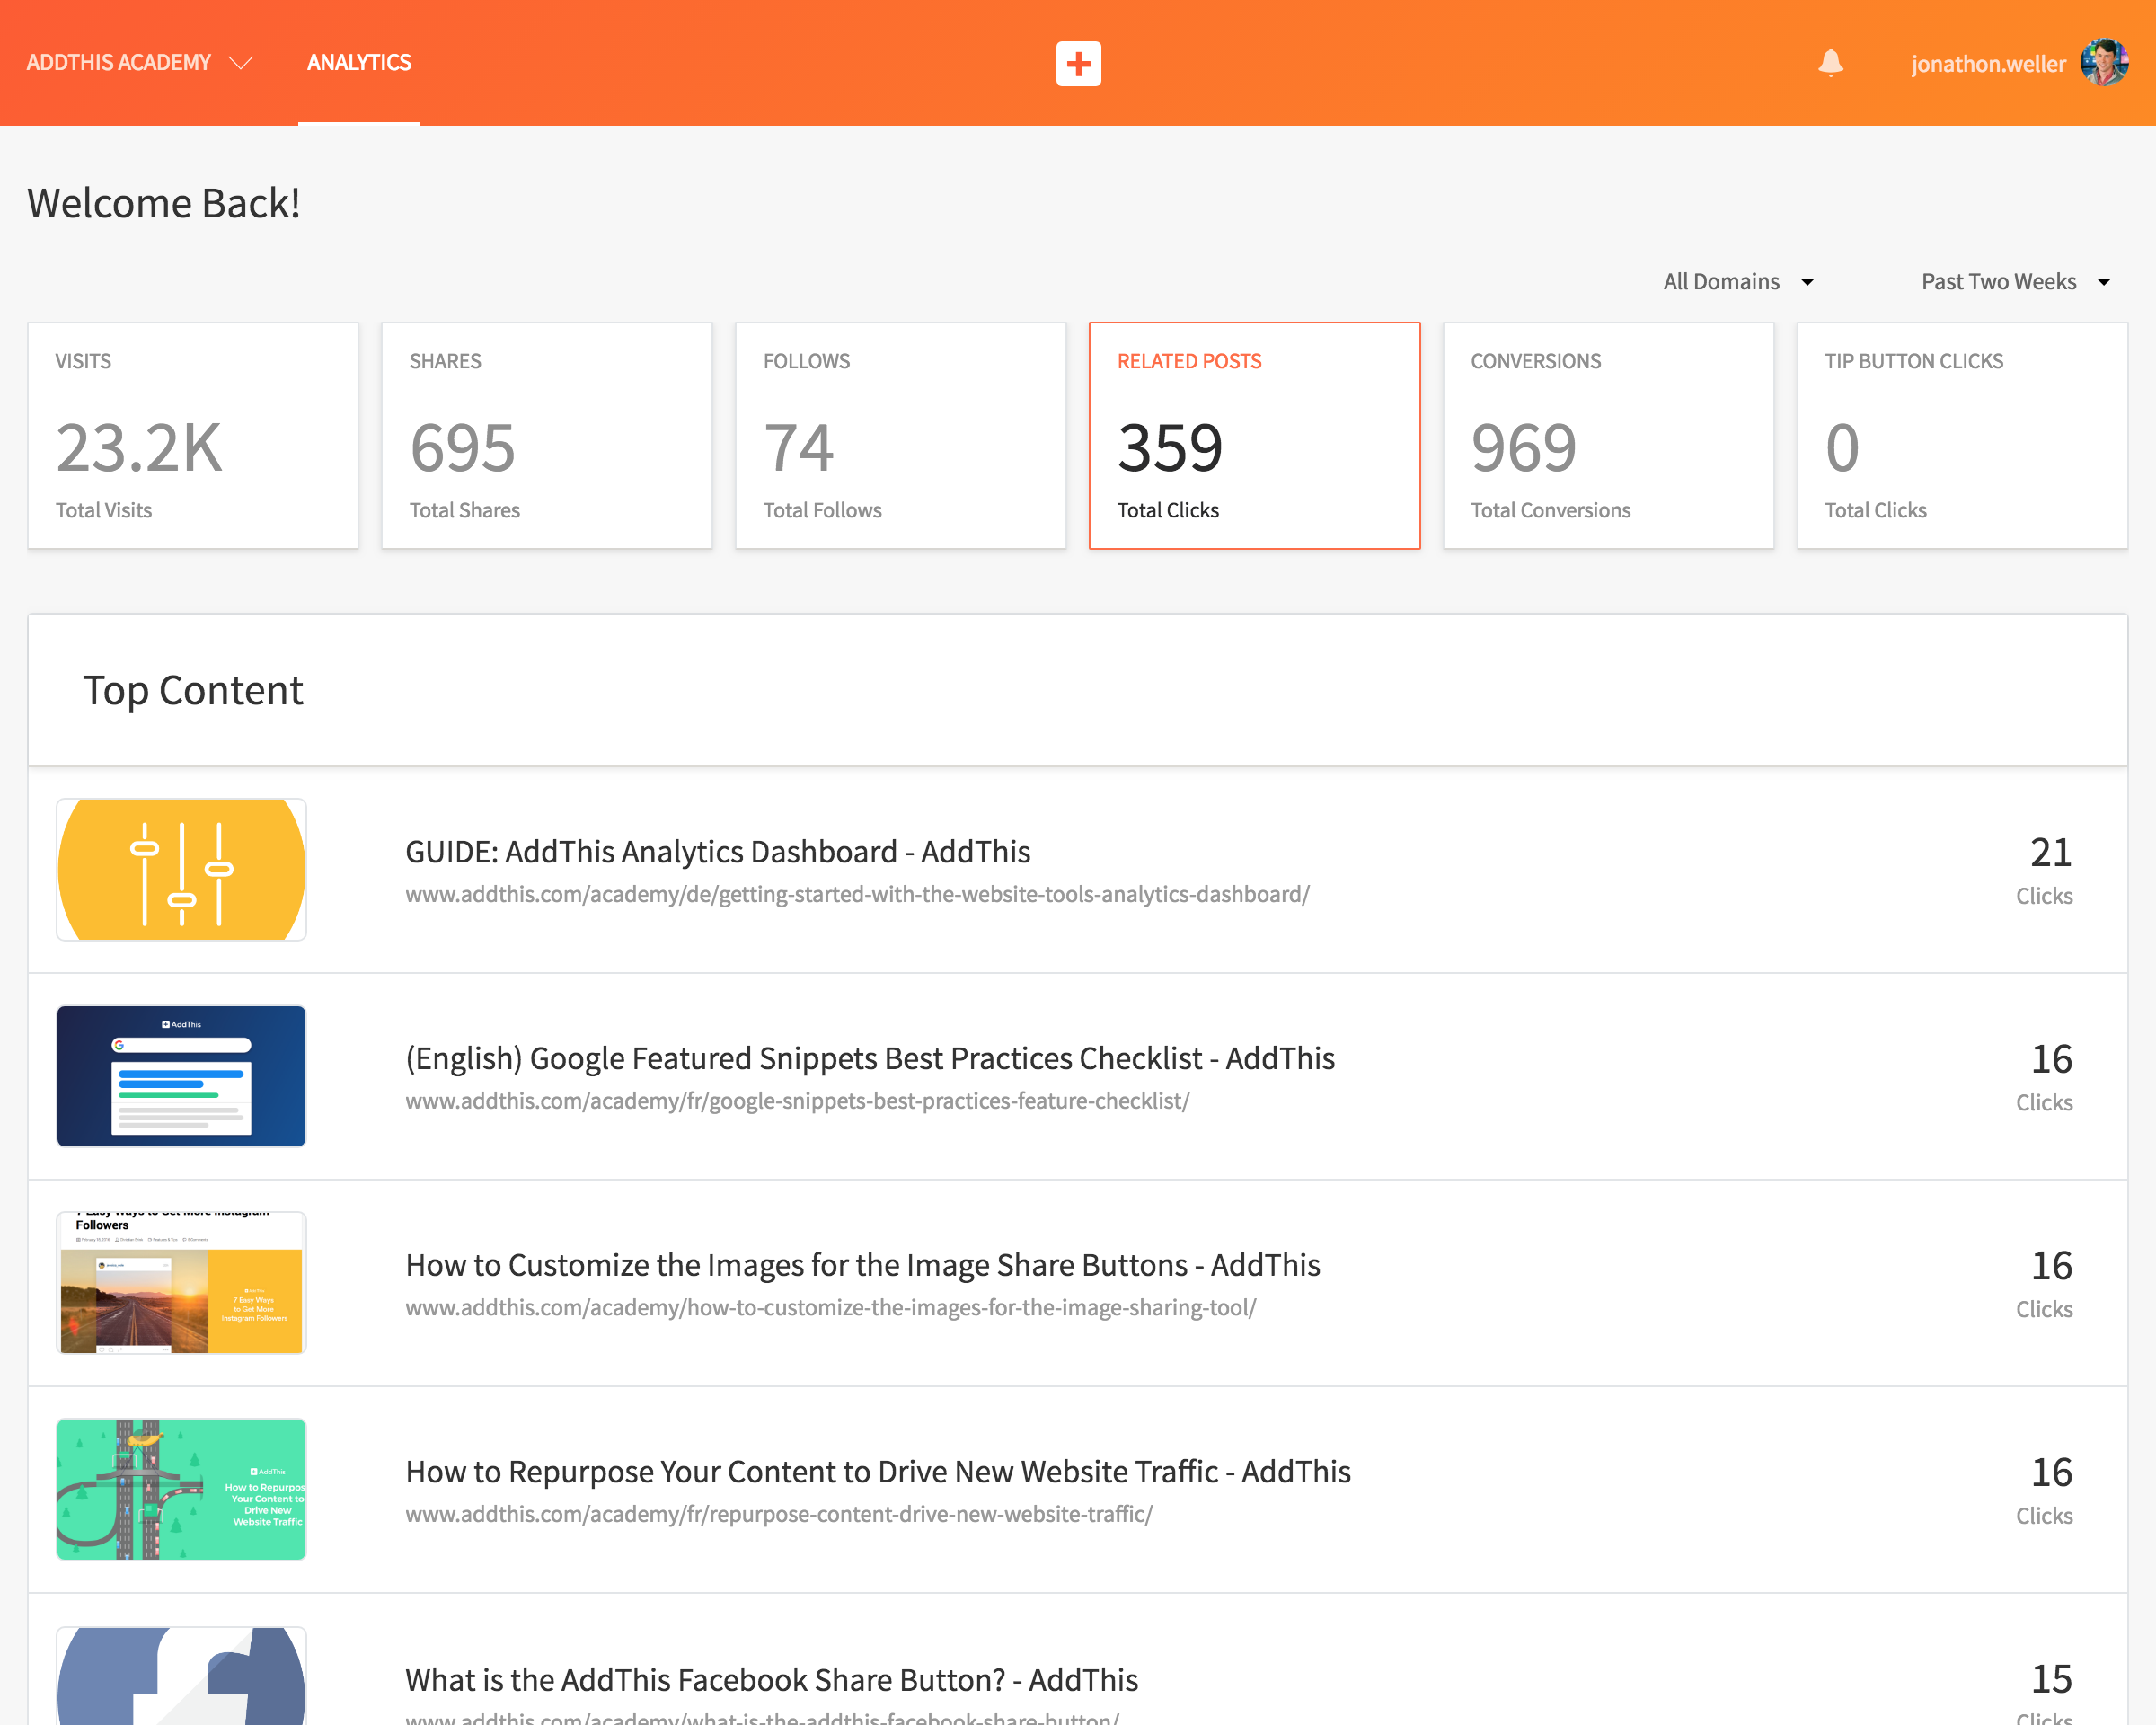 ADDTHIS ACADEMY
ANALYTICS
jonathon.weller
Welcome Back!
All Domains
Past Two Weeks
VISITS
23.2K
Total Visits
SHARES
695
Total Shares
FOLLOWS
74
Total Follows
RELATED POSTS
359
Total Clicks
CONVERSIONS
969
Total Conversions
TIP BUTTON CLICKS
0
Total Clicks
Top Content
GUIDE: AddThis Analytics Dashboard - AddThis
www.addthis.com/academy/de/getting-started-with-the-website-tools-analytics-dashboard/
21
Clicks
AddThis
(English) Google Featured Snippets Best Practices Checklist - AddThis
www.addthis.com/academy/fr/google-snippets-best-practices-feature-checklist/
16
Clicks
7 Easy Ways to Get More Instagram
Followers
AddThis
7 Easy Ways
to Get More
Instagram Followers
How to Customize the Images for the Image Share Buttons - AddThis
www.addthis.com/academy/how-to-customize-the-images-for-the-image-sharing-tool/
16
Clicks
AddThis
How to Repurpos
Your Content to
Drive New
Website Traffic
How to Repurpose Your Content to Drive New Website Traffic - AddThis
www.addthis.com/academy/fr/repurpose-content-drive-new-website-traffic/
16
Clicks
What is the AddThis Facebook Share Button? - AddThis
www.addthis.com/academy/what-is-the-addthis-facebook-share-button/
15
Clicks